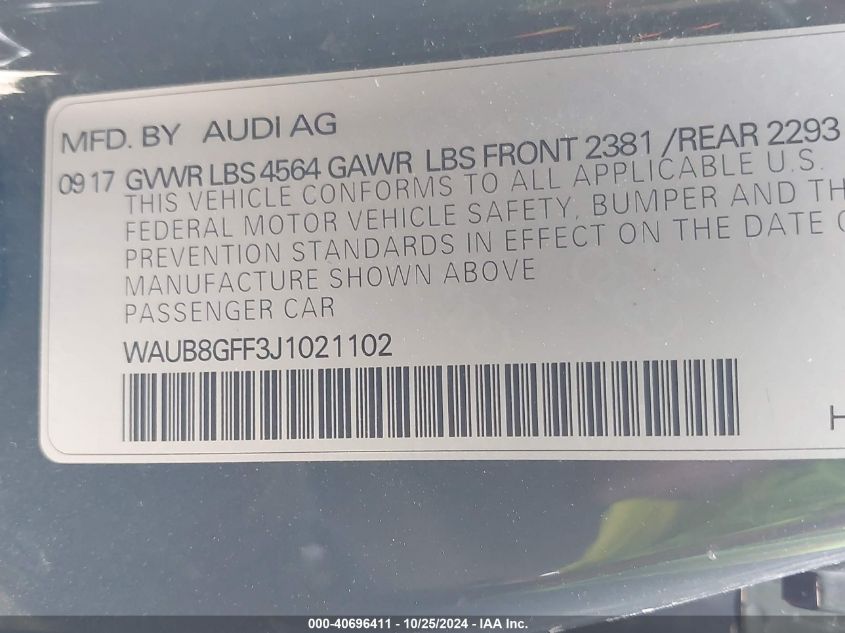 MFD. BY AUDI AG
09 17 GVWR LBS 4564 GAWR LBS FRONT 2381 /REAR 2293
THIS VEHICLE CONFORMS TO ALL APPLICABLE U.S.
FEDERAL MOTOR VEHICLE SAFETY, BUMPER AND TH
PREVENTION STANDARDS IN EFFECT ON THE DATE O
MANUFACTURE SHOWN ABOVE
PASSENGER CAR
WAUB8GFF3J1021102
H
000-40696411 - 10/25/2024 - IAA Inc.